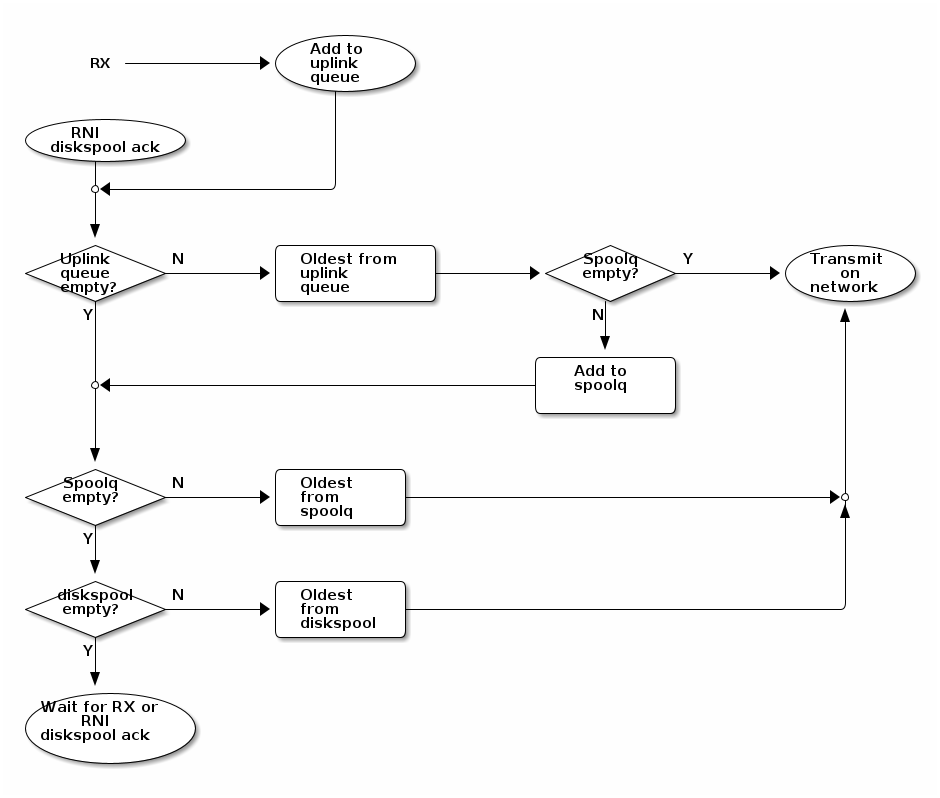 RX
Add to
uplink
queue
RNI
diskspool ack
Uplink
queue
empty?
N
Oldest from
uplink
queue
Spoolq
empty?
Y
Transmit
on
network
Y
N
Add to
spoolq
Spoolq
empty?
N
Oldest
from
spoolq
Y
diskspool
empty?
N
Oldest
from
diskspool
Y
Wait for RX or
RNI
diskspool ack